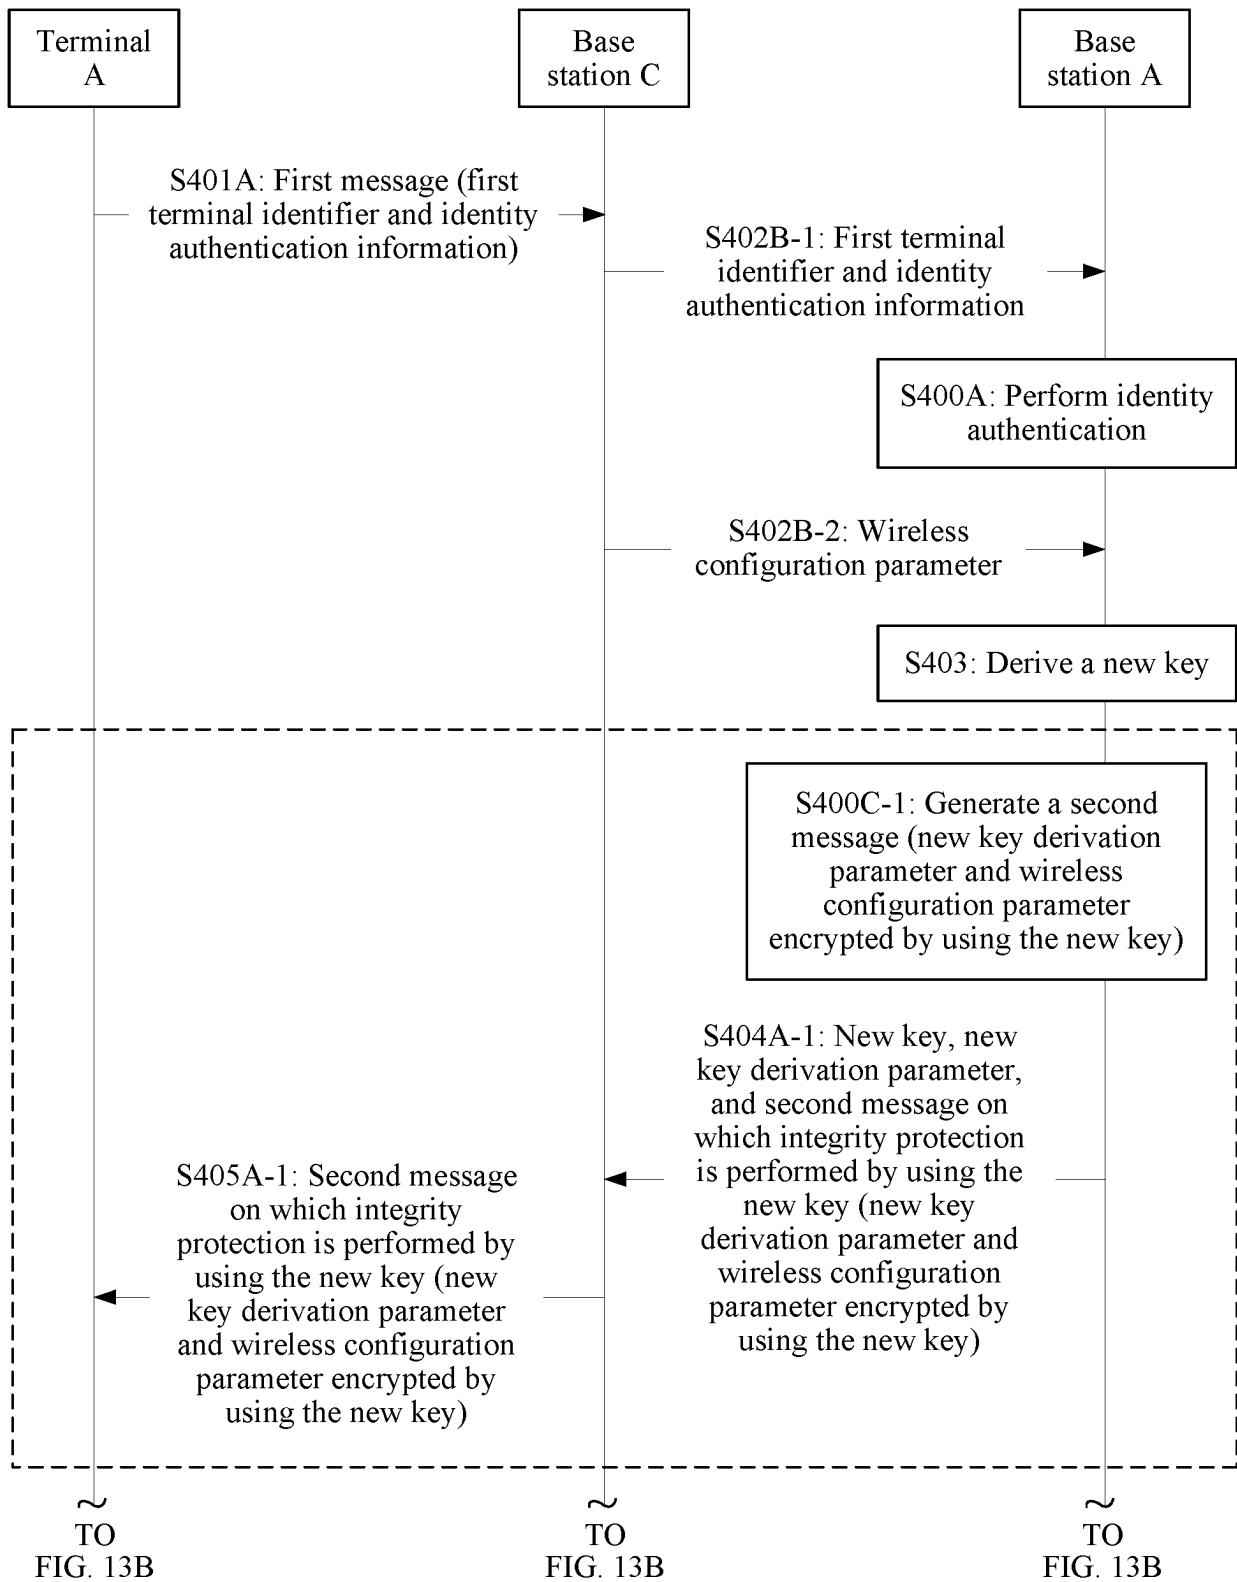 Terminal
A
Base
station C
Base
station A
S401A: First message (first
terminal identifier and identity
authentication information)
S402B-1: First terminal
identifier and identity
authentication information
S400A: Perform identity
authentication
S402B-2: Wireless
configuration parameter
S403: Derive a new key
S400C-1: Generate a second
message (new key derivation
parameter and wireless
configuration parameter
encrypted by using the new key)
S404A-1: New key, new
key derivation parameter,
and second message on
which integrity protection
is performed by using the
new key (new key
derivation parameter and
wireless configuration
parameter encrypted by
using the new key)
S405A-1: Second message
on which integrity
protection is performed by
using the new key (new
key derivation parameter
and wireless configuration
parameter encrypted by
using the new key)
TO
FIG. 13B
TO
FIG. 13B
TO
FIG. 13B